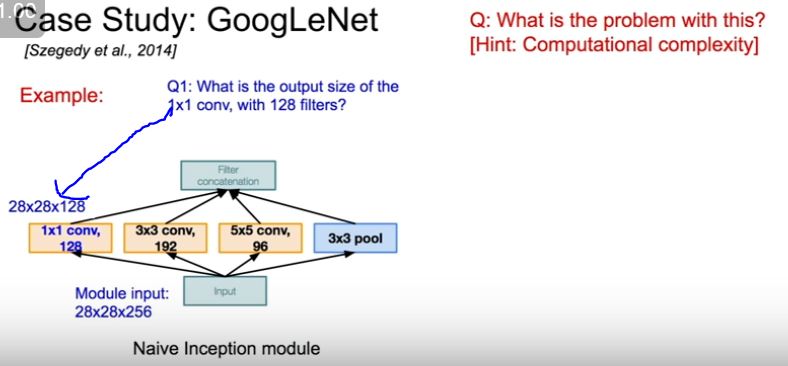 1.00
Case Study: GoogLeNet
[Szegedy et al., 2014]
Q: What is the problem with this?
[Hint: Computational complexity]
Example:
Q1: What is the output size of the
1x1 conv, with 128 filters?
Filter
concatenation
28x28x128
1x1 conv,
128
3x3 conv,
192
5x5 conv,
96
3x3 pool
Module input:
28x28x256
Input
Naive Inception module